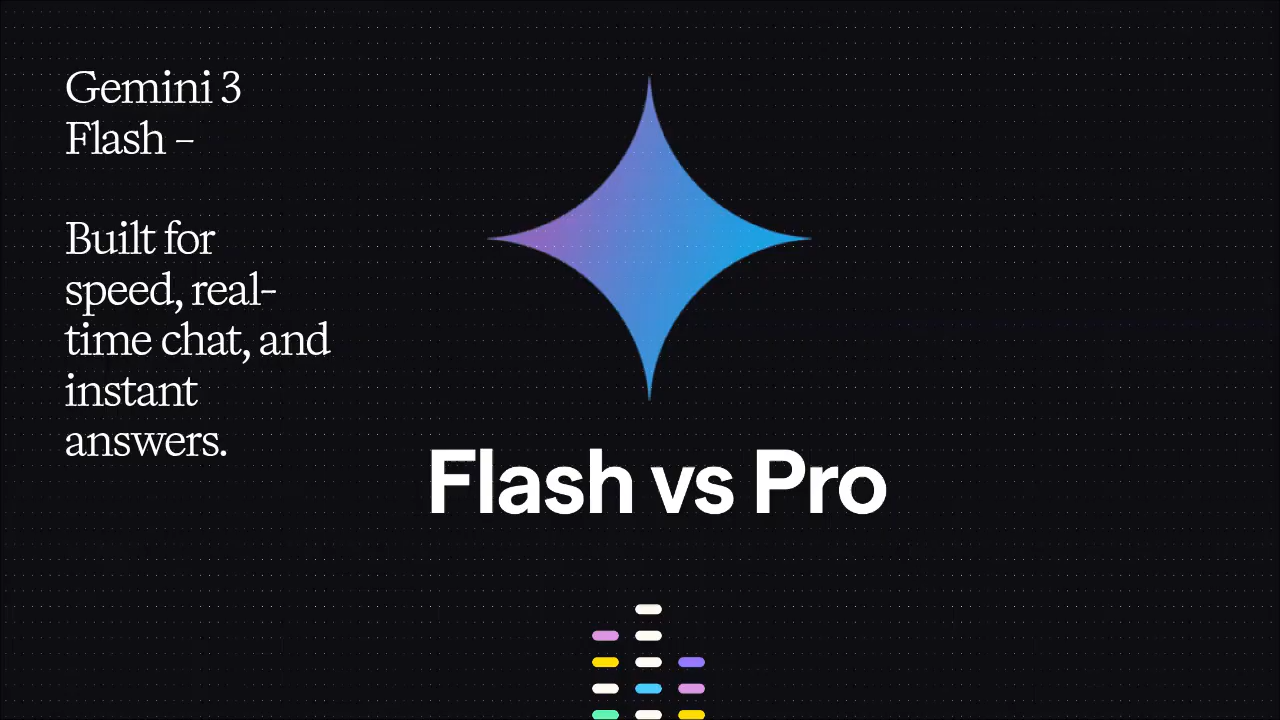 Gemini 3
Flash –
Built for
speed, real-
time chat, and
instant
answers.
Flash vs Pro